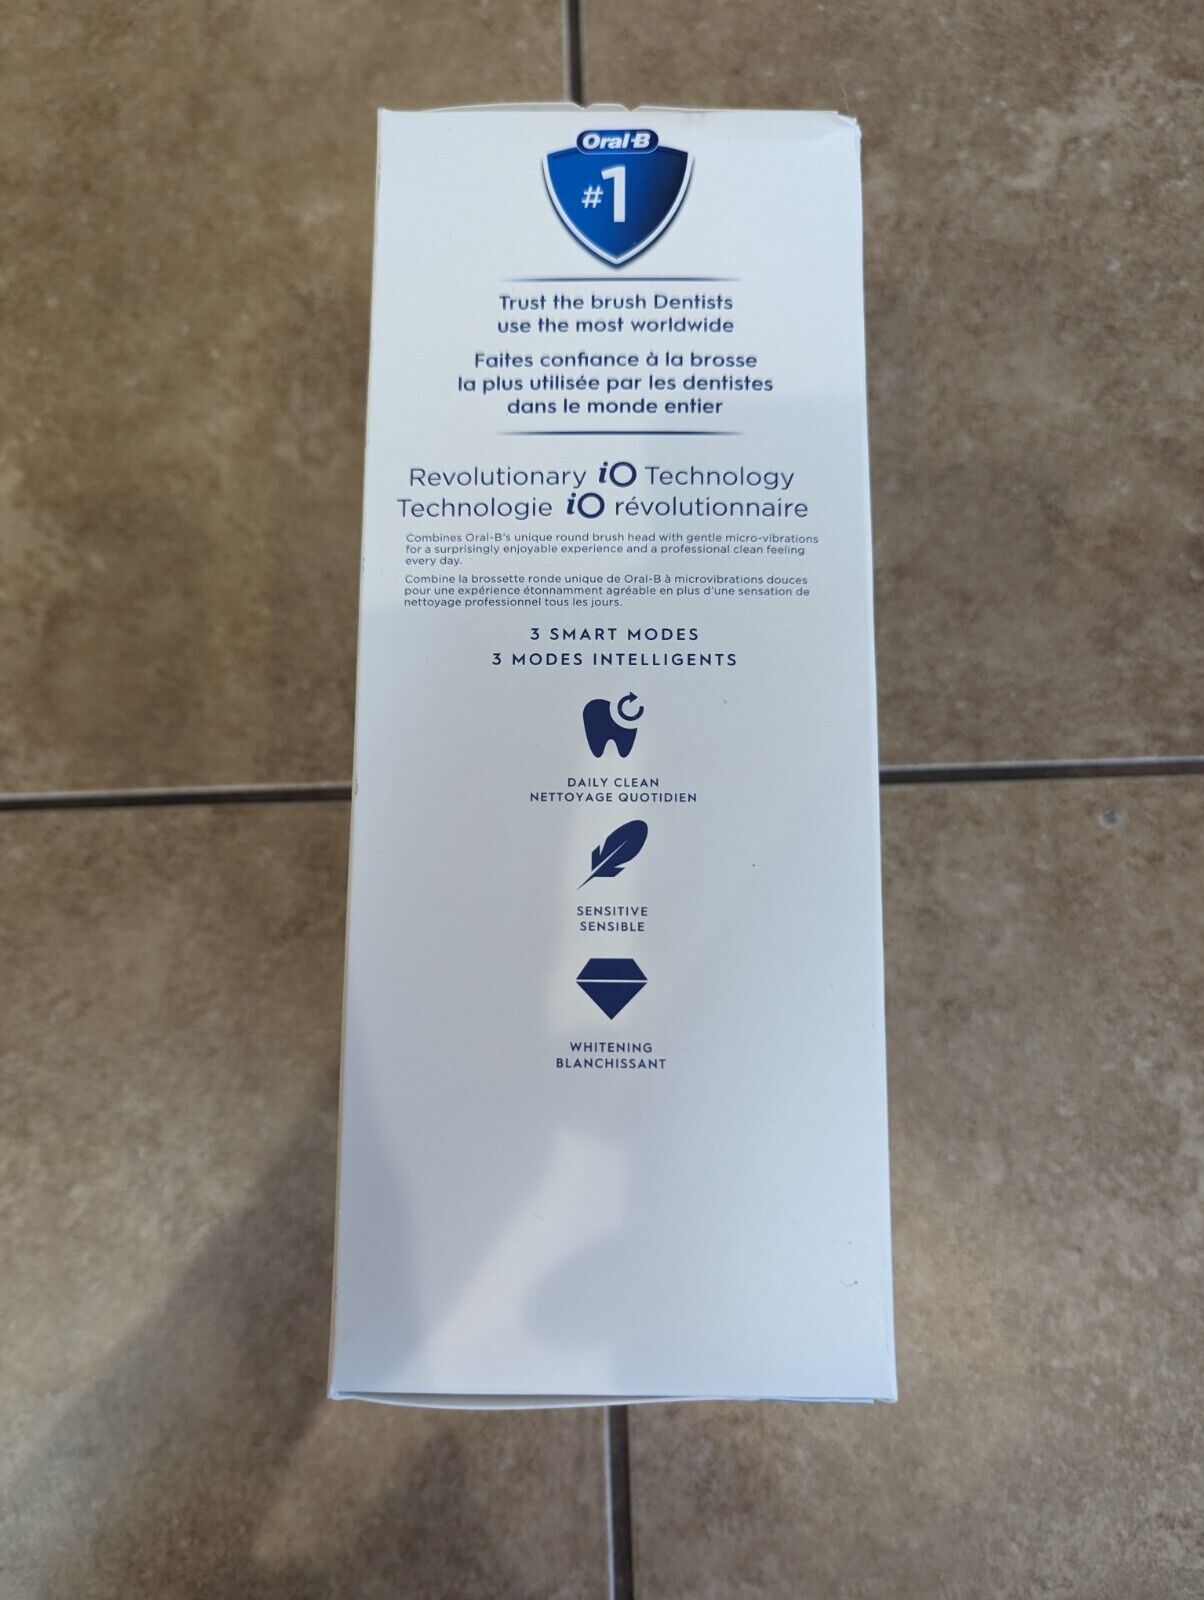 Oral-B
#1
Trust the brush Dentists
use the most worldwide
Faites confiance à la brosse
la plus utilisée par les dentistes
dans le monde entier
Revolutionary iO Technology
Technologie iO révolutionnaire
Combines Oral-B's unique round brush head with gentle micro-vibrations
for a surprisingly enjoyable experience and a professional clean feeling
every day.
Combine la brossette ronde unique de Oral-B à microvibrations douces
pour une expérience étonnamment agréable en plus d'une sensation de
nettoyage professionnel tous les jours.
3 SMART MODES
3 MODES INTELLIGENTS
DAILY CLEAN
NETTOYAGE QUOTIDIEN
SENSITIVE
SENSIBLE
WHITENING
BLANCHISSANT